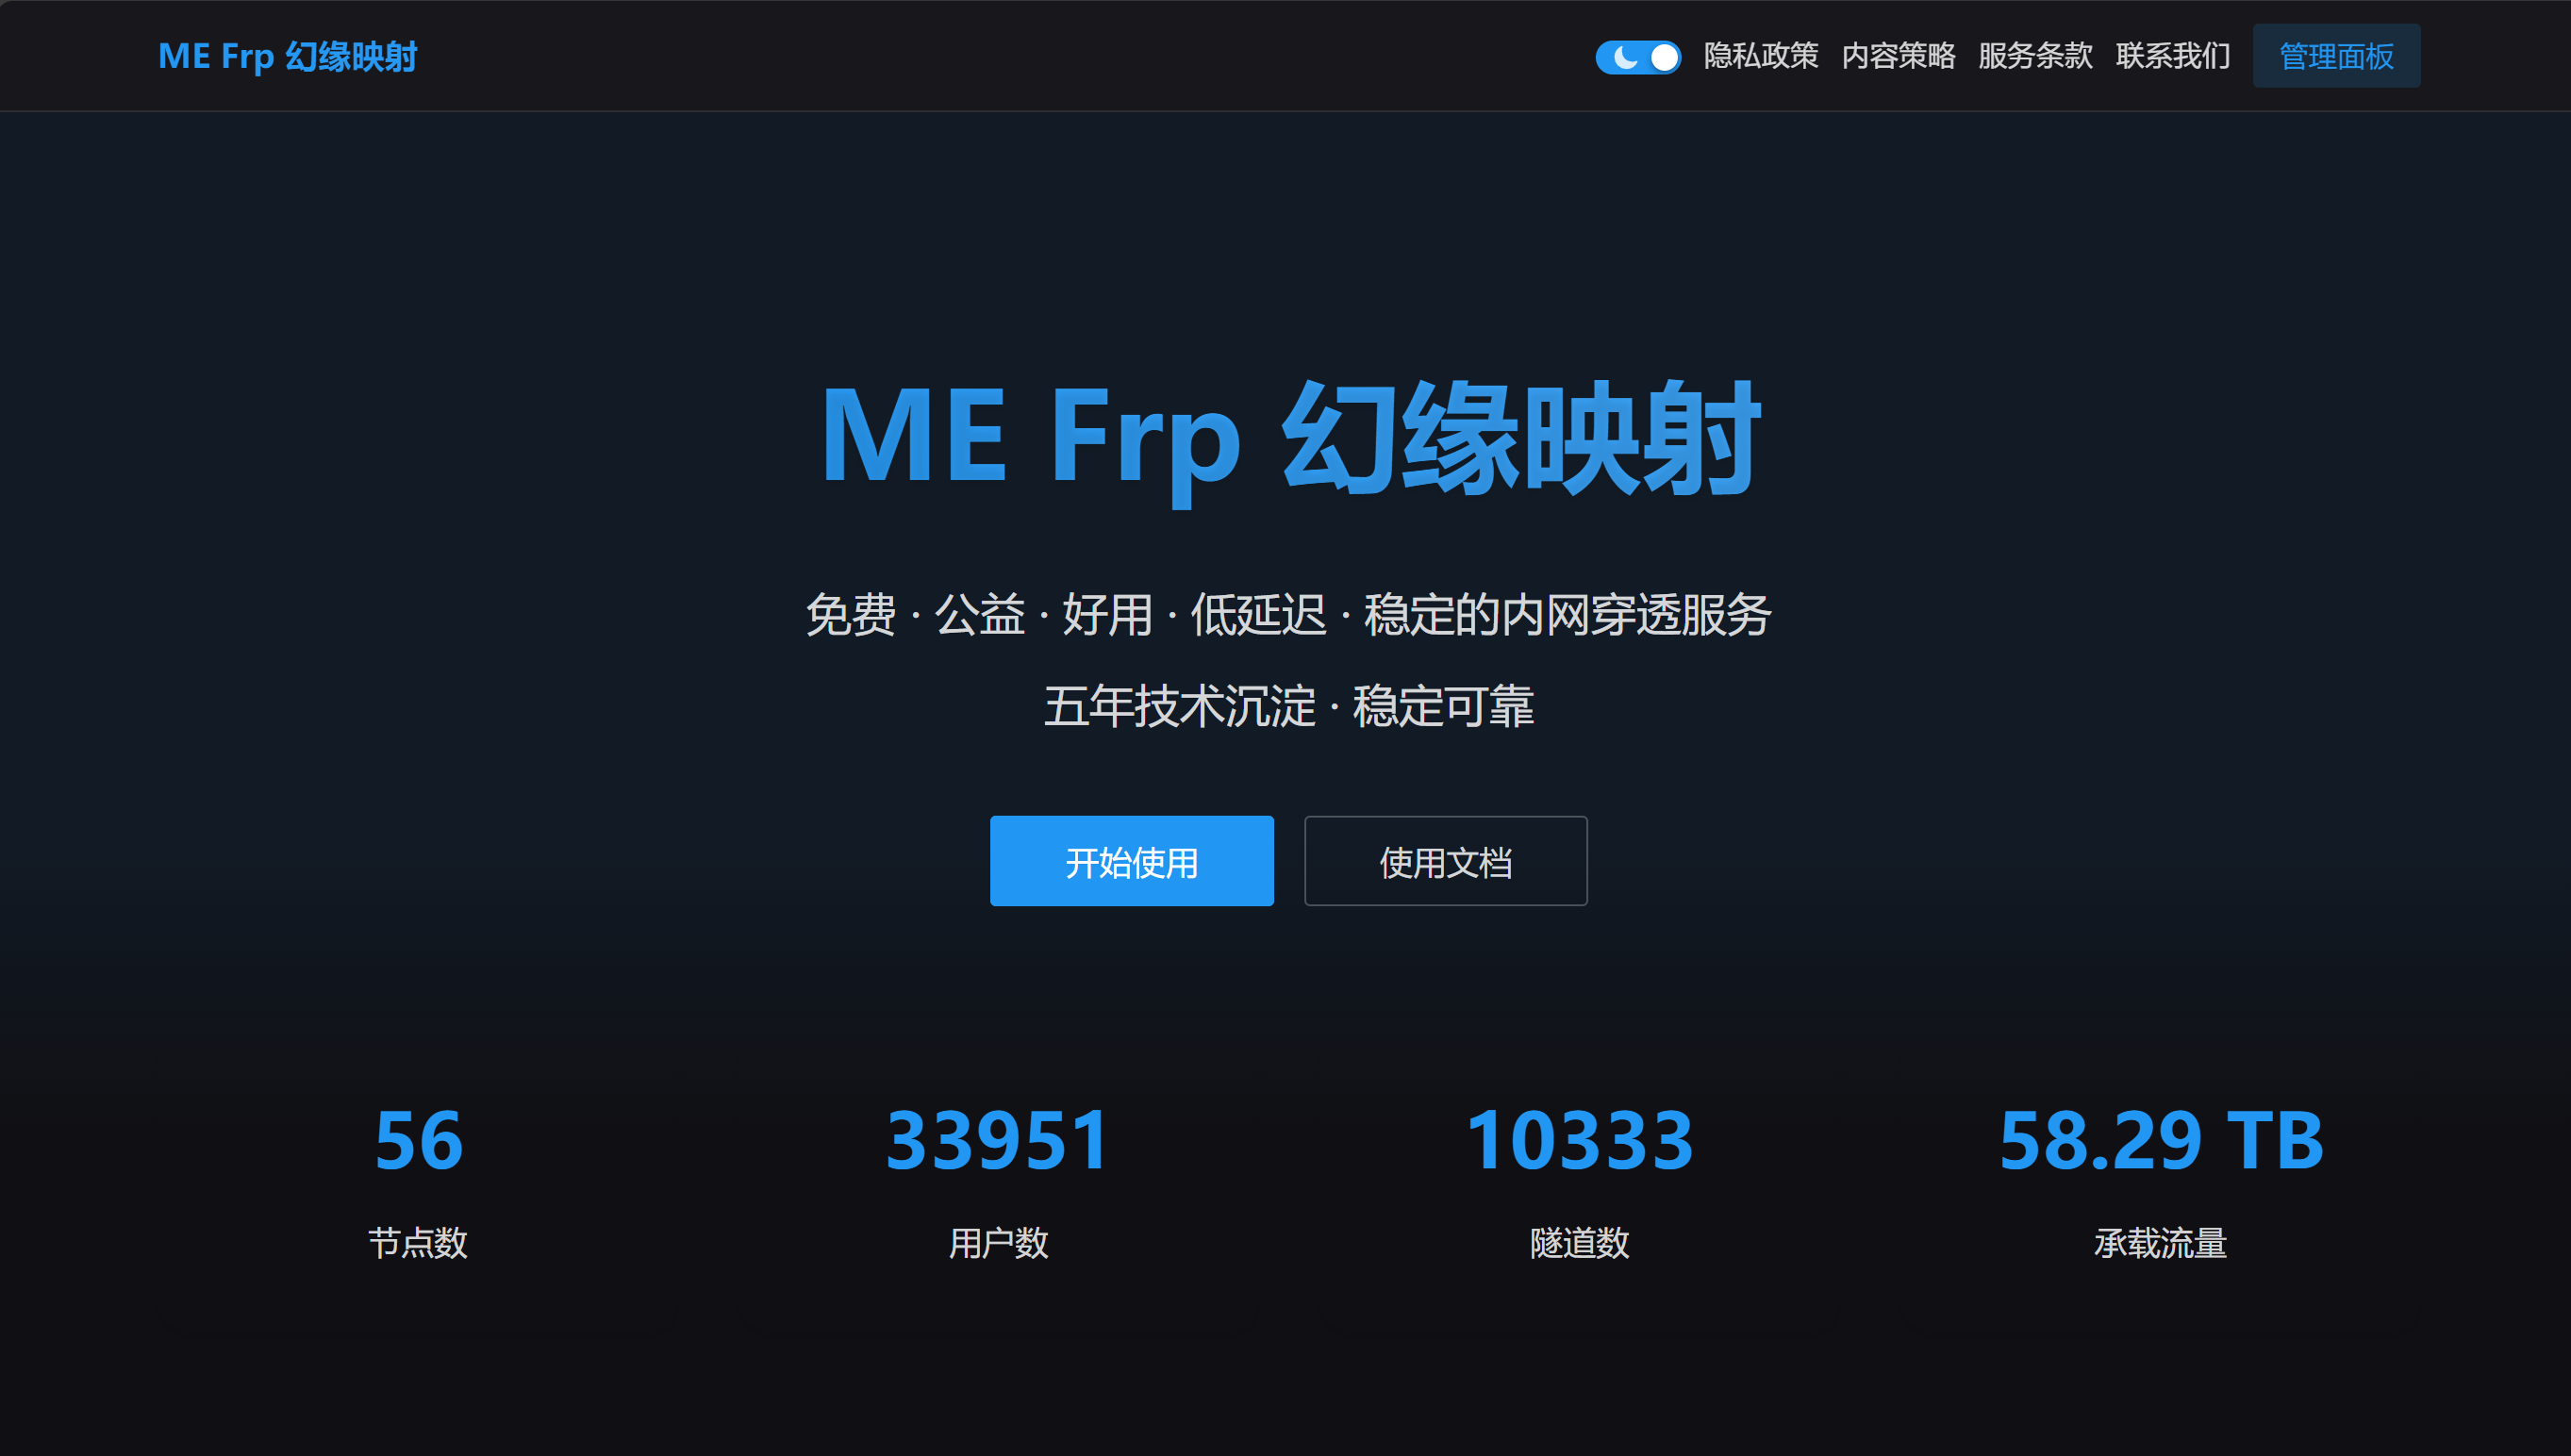 ME Frp 幻缘映射
隐私政策 内容策略 服务条款 联系我们 管理面板
ME Frp 幻缘映射
免费 · 公益 · 好用 · 低延迟 · 稳定的内网穿透服务
五年技术沉淀 · 稳定可靠
开始使用 使用文档
56 33951 10333 58.29 TB
节点数 用户数 隧道数 承载流量